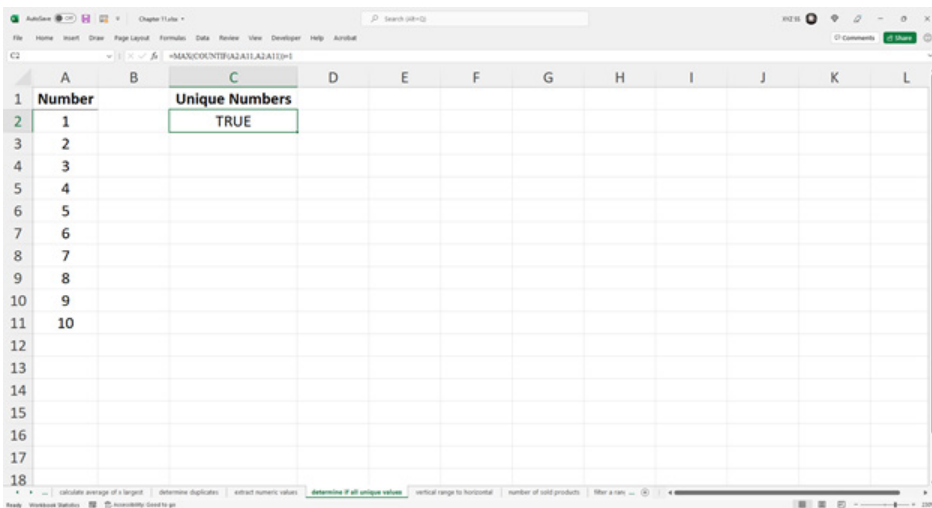 AutoSave Off Chapter 11.xlsx Search (Alt+Q) XYZ SS
File Home Insert Draw Page Layout Formulas Data Review View Developer Help Acrobat Comments Share
C2 fx =MAX(COUNTIF(A2:A11,A2:A11))=1
A B C D E F G H I J K L
1 Number Unique Numbers
2 1 TRUE
3 2
4 3
5 4
6 5
7 6
8 7
9 8
10 9
11 10
12
13
14
15
16
17
18
... calculate average of x largest determine duplicates extract numeric values determine if all unique values vertical range to horizontal number of sold products filter a ran ...
Ready Workbook Statistics Accessibility: Good to go